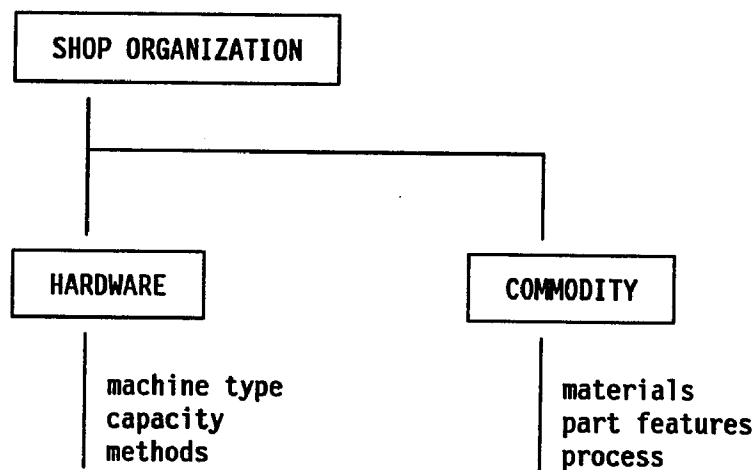 SHOP ORGANIZATION
HARDWARE
COMMODITY
machine type
capacity
methods
materials
part features
process